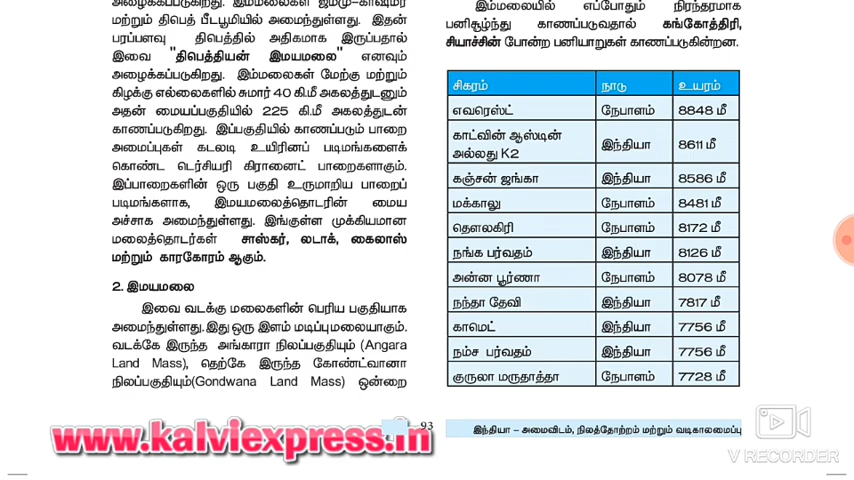 அழைக்கப்படுகிறது. இம்மலைகள் ஜம்மு–காஷ்மீர்
மற்றும் திபெத் பீடபூமியில் அமைந்துள்ளது. இதன்
பரப்பளவு திபெத்தில் அதிகமாக இருப்பதால்
இவை "திபெத்தியன் இமயமலை" எனவும்
அழைக்கப்படுகிறது. இம்மலைகள் மேற்கு மற்றும்
கிழக்கு எல்லைகளில் சுமார் 40 கி.மீ அகலத்துடனும்
அதன் மையப்பகுதியில் 225 கி.மீ அகலத்துடன்
காணப்படுகிறது. இப்பகுதியில் காணப்படும் பாறை
அமைப்புகள் கடலடி உயிரினப் படிமங்களைக்
கொண்ட டெர்சியரி கிரானைட் பாறைகளாகும்.
இப்பாறைகளின் ஒரு பகுதி உருமாறிய பாறைப்
படிமங்களாக, இமயமலைத்தொடரின் மைய
அச்சாக அமைந்துள்ளது. இங்குள்ள முக்கியமான
மலைத்தொடர்கள் சாஸ்கர், லடாக், கைலாஸ்
மற்றும் காரகோரம் ஆகும்.
2. இமயமலை
இவை வடக்கு மலைகளின் பெரிய பகுதியாக
அமைந்துள்ளது.இது ஒரு இளம் மடிப்பு மலையாகும்.
வடக்கே இருந்த அங்காரா நிலப்பகுதியும் (Angara
Land Mass), தெற்கே இருந்த கோண்ட்வானா
நிலப்பகுதியும்(Gondwana Land Mass) ஒன்றை
இம்மலையில் எப்போதும் நிரந்தரமாக
பனிசூழ்ந்து காணப்படுவதால் கங்கோத்திரி,
சியாச்சின் போன்ற பனியாறுகள் காணப்படுகின்றன.
சிகரம் நாடு உயரம்
எவரெஸ்ட் நேபாளம் 8848 மீ
காட்வின் ஆஸ்டின்
அல்லது K2 இந்தியா 8611 மீ
கஞ்சன் ஜங்கா இந்தியா 8586 மீ
மக்காலு நேபாளம் 8481 மீ
தௌலகிரி நேபாளம் 8172 மீ
நங்க பர்வதம் இந்தியா 8126 மீ
அன்ன பூர்ணா நேபாளம் 8078 மீ
நந்தா தேவி இந்தியா 7817 மீ
காமெட் இந்தியா 7756 மீ
நம்ச பர்வதம் இந்தியா 7756 மீ
குருலா மருதாத்தா நேபாளம் 7728 மீ
www.kalviexpress.in
93
இந்தியா – அமைவிடம், நிலத்தோற்றம் மற்றும் வடிகாலமைப்பு
V RECORDER